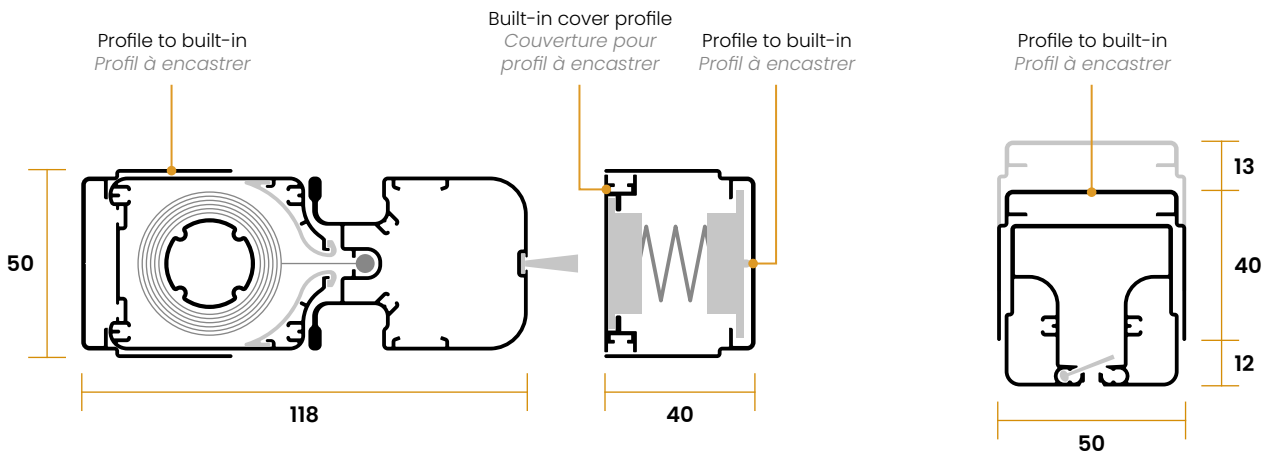 Profile to built-in
Profil à encastrer
Built-in cover profile
Couverture pour
profil à encastrer
Profile to built-in
Profil à encastrer
Profile to built-in
Profil à encastrer
50
118
40
13
40
12
50